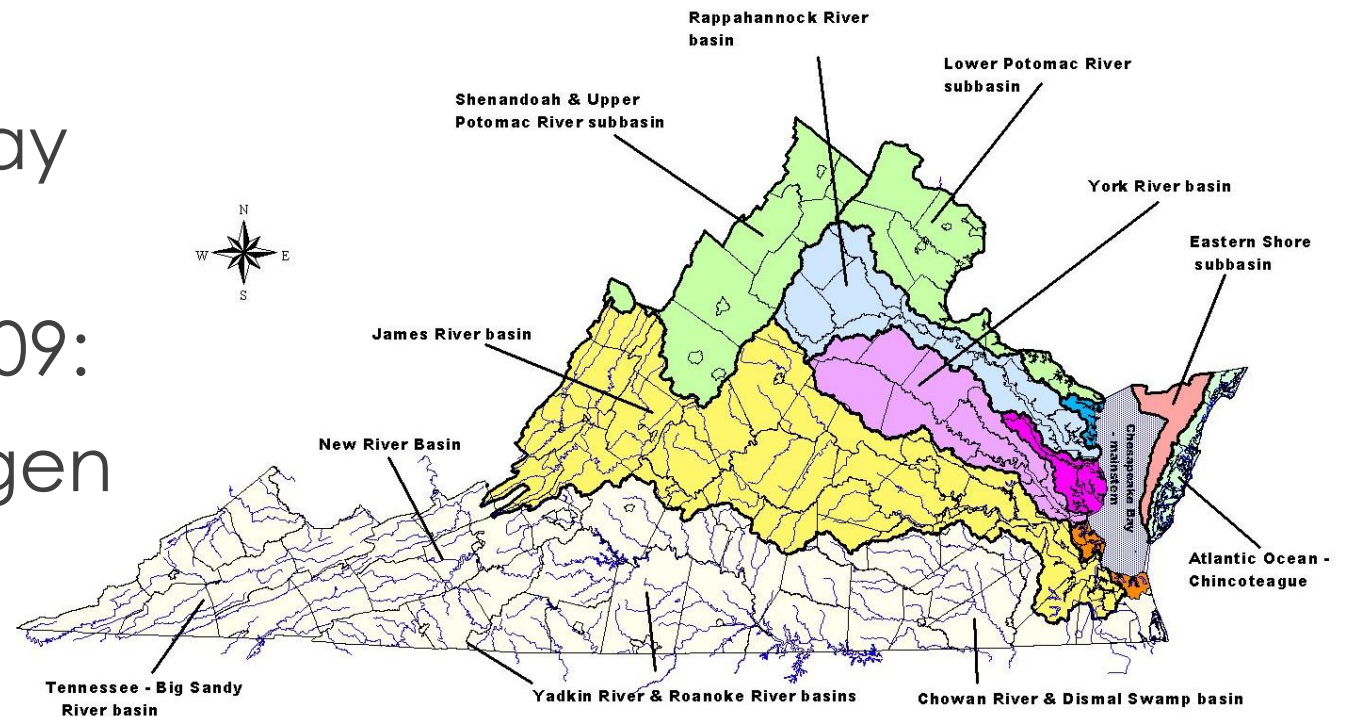 ay
09:
gen
Rappahannock River
basin
Lower Potomac River
subbasin
Shenandoah & Upper
Potomac River subbasin
York River basin
Eastern Shore
subbasin
N
W
E
S
James River basin
New River Basin
Chesapeake Bay
- mainstem
Atlantic Ocean -
Chincoteague
Tennessee - Big Sandy
River basin
Yadkin River & Roanoke River basins
Chowan River & Dismal Swamp basin